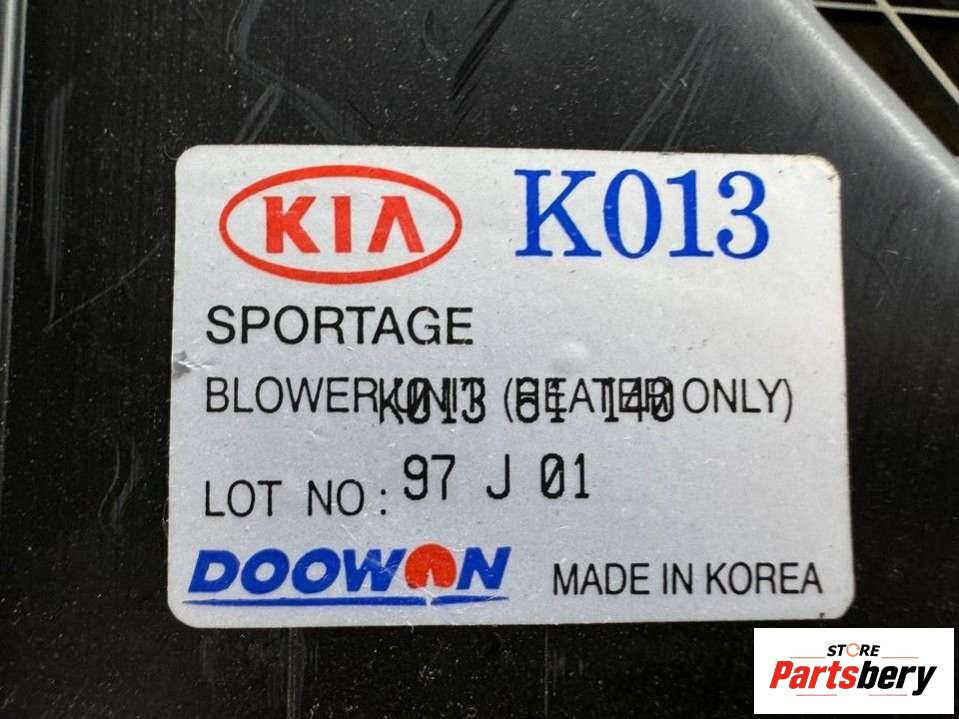 KIA K013
SPORTAGE
BLOWER UNIT (HEATER ONLY)
K013 61 140
LOT NO : 97 J 01
DOOWON MADE IN KOREA
STORE
Partsbery